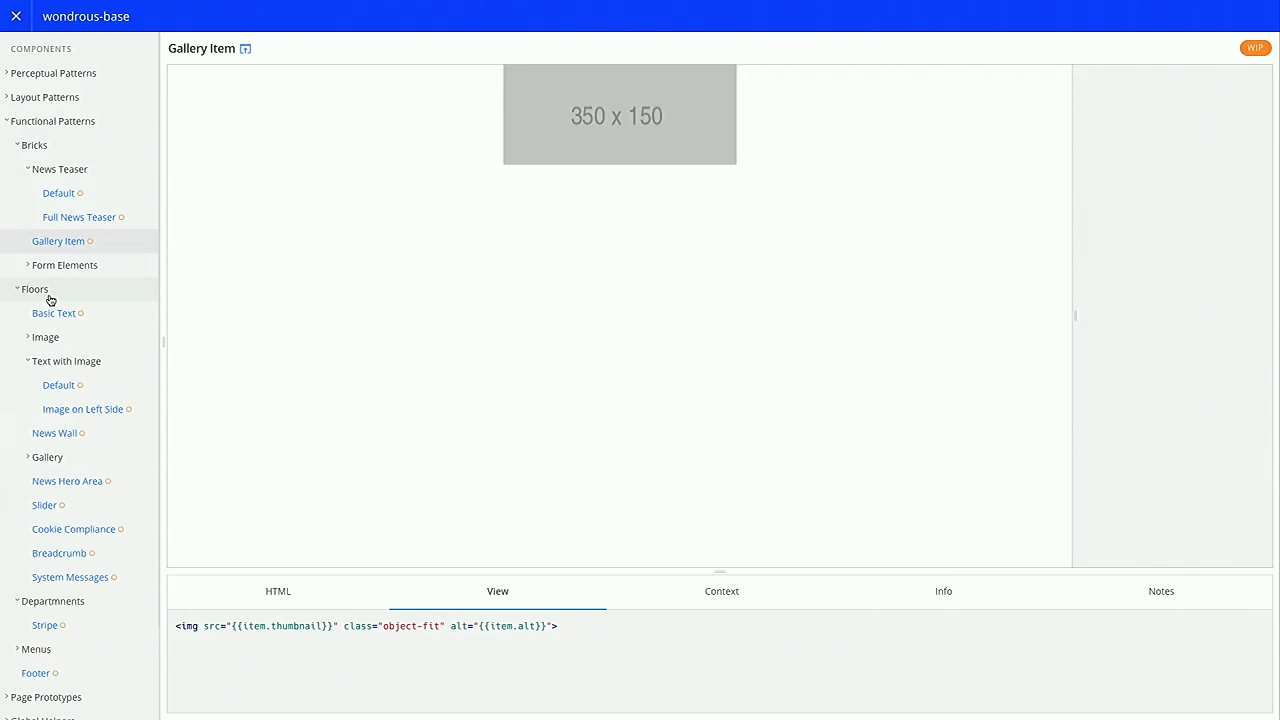 wondrous-base
COMPONENTS
Perceptual Patterns
Layout Patterns
Functional Patterns
Bricks
News Teaser
Default
Full News Teaser
Gallery Item
Form Elements
Floors
Basic Text
Image
Text with Image
Default
Image on Left Side
News Wall
Gallery
News Hero Area
Slider
Cookie Compliance
Breadcrumb
System Messages
Departmnents
Stripe
Menus
Footer
Page Prototypes
Global Helpers
Gallery Item
WIP
350 x 150
HTML View Context Info Notes
<img src="{{item.thumbnail}}" class="object-fit" alt="{{item.alt}}">